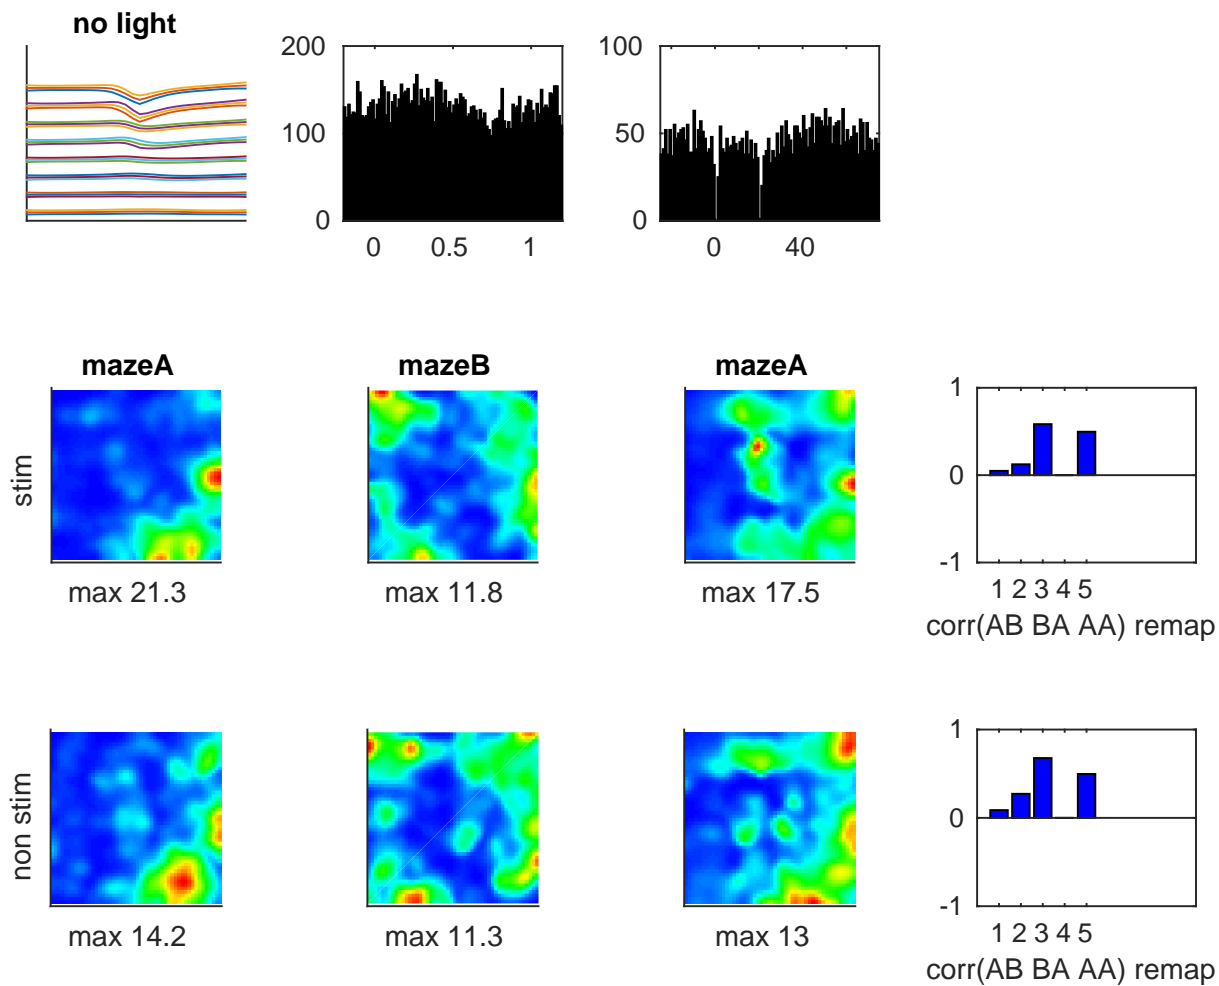 no light
200
150
100
0
0 0.5 1
100
50
0
0 40
mazeA mazeB mazeA
stim
1
0
-1
1 2 3 4 5
max 21.3 max 11.8 max 17.5
corr(AB BA AA) remap
non stim
1
0
-1
1 2 3 4 5
max 14.2 max 11.3 max 13
corr(AB BA AA) remap